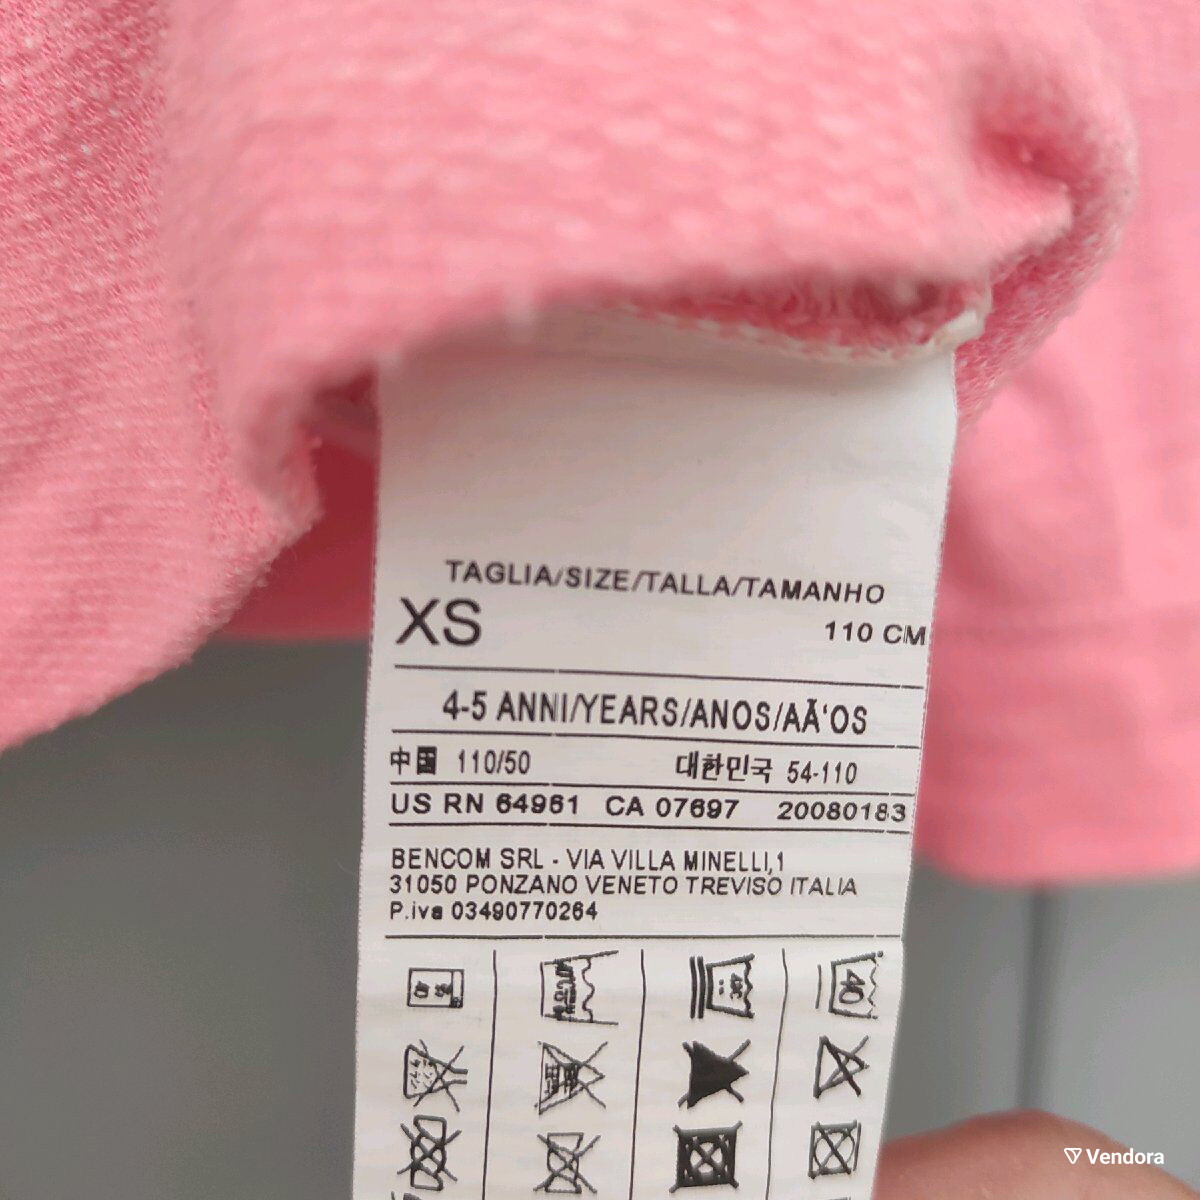 TAGLIA/SIZE/TALLA/TAMANHO
XS 110 CM
4-5 ANNI/YEARS/ANOS/AÃ'OS
中国 110/50 대한민국 54-110
US RN 64961 CA 07697 20080183
BENCOM SRL - VIA VILLA MINELLI,1
31050 PONZANO VENETO TREVISO ITALIA
P.iva 03490770264
40
Vendora